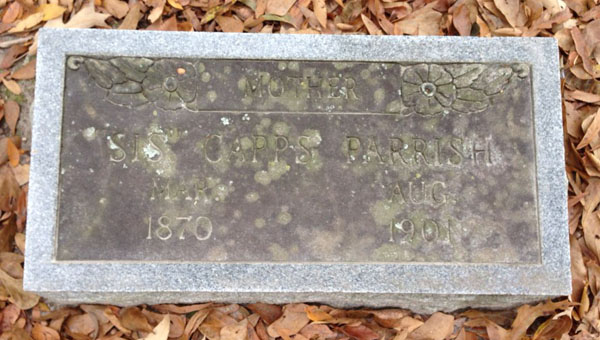 MOTHER
"SIS" CAPPS PARRISH
MAR. AUG.
1870 1901